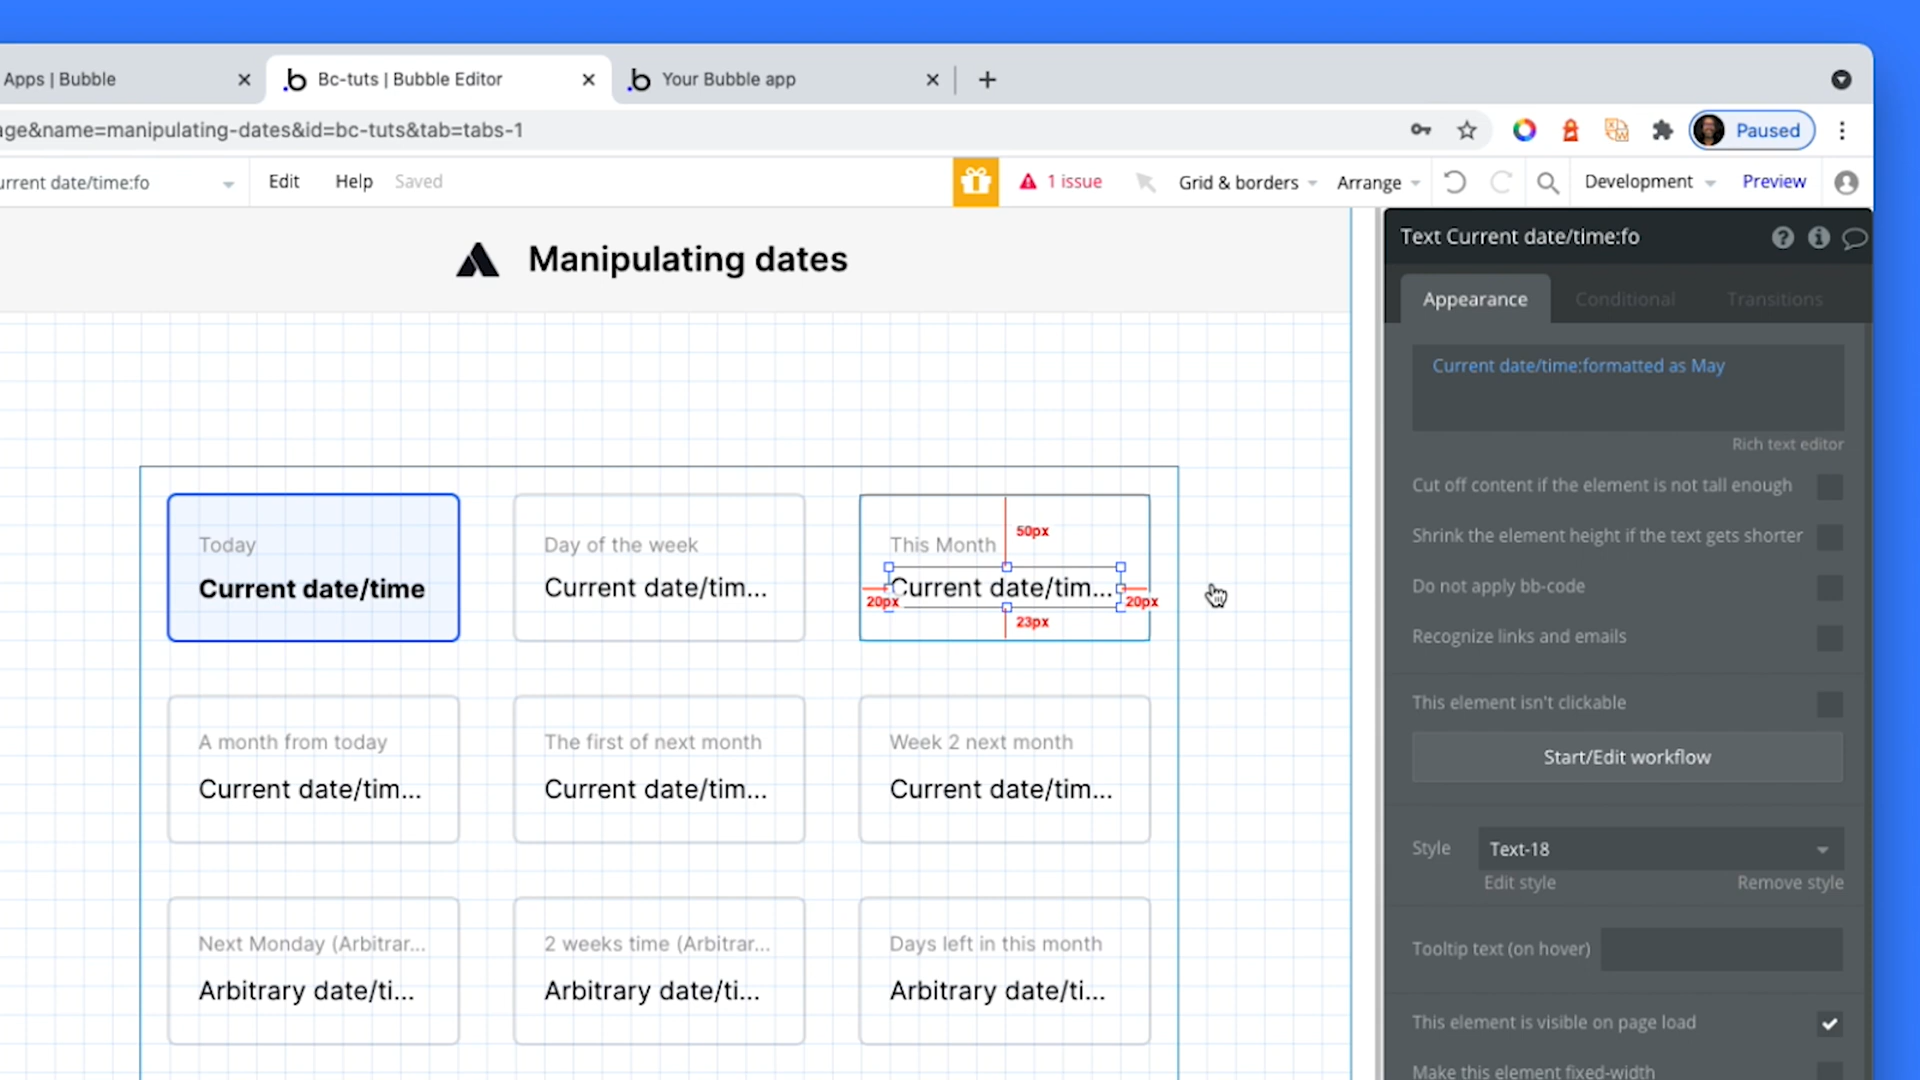 Apps | Bubble
Bc-tuts | Bubble Editor
Your Bubble app
age&name=manipulating-dates&id=bc-tuts&tab=tabs-1
Paused
urrent date/time:fo
Edit
Help
Saved
1 issue
Grid & borders
Arrange
Development
Preview
Manipulating dates
Text Current date/time:fo
Appearance
Conditional
Transitions
Current date/time:formatted as May
Rich text editor
Cut off content if the element is not tall enough
Shrink the element height if the text gets shorter
Do not apply bb-code
Recognize links and emails
This element isn't clickable
Start/Edit workflow
Style
Text-18
Edit style
Remove style
Tooltip text (on hover)
This element is visible on page load
Make this element fixed-width
Today
Current date/time
Day of the week
Current date/tim...
This Month
Current date/tim...
50px
20px
20px
23px
A month from today
Current date/tim...
The first of next month
Current date/tim...
Week 2 next month
Current date/tim...
Next Monday (Arbitrar...
Arbitrary date/ti...
2 weeks time (Arbitrar...
Arbitrary date/ti...
Days left in this month
Arbitrary date/ti...